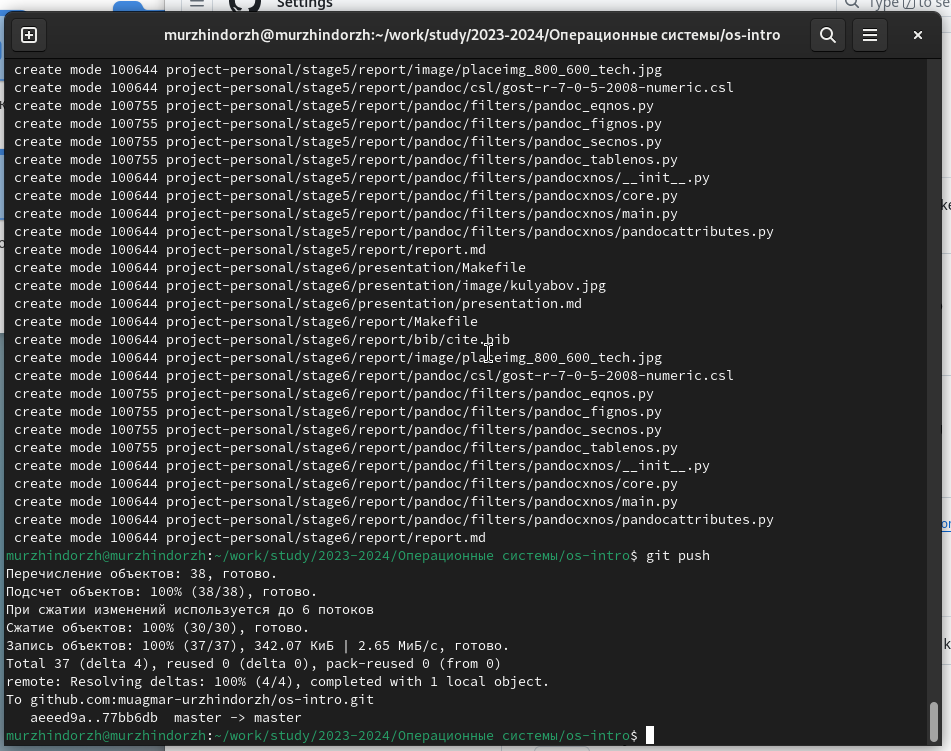 Settings
Type / to se
murzhindorzh@murzhindorzh:~/work/study/2023-2024/Операционные системы/os-intro
create mode 100644 project-personal/stage5/report/image/placeimg_800_600_tech.jpg
create mode 100644 project-personal/stage5/report/pandoc/csl/gost-r-7-0-5-2008-numeric.csl
create mode 100755 project-personal/stage5/report/pandoc/filters/pandoc_eqnos.py
create mode 100755 project-personal/stage5/report/pandoc/filters/pandoc_fignos.py
create mode 100755 project-personal/stage5/report/pandoc/filters/pandoc_secnos.py
create mode 100755 project-personal/stage5/report/pandoc/filters/pandoc_tablenos.py
create mode 100644 project-personal/stage5/report/pandoc/filters/pandocxnos/__init__.py
create mode 100644 project-personal/stage5/report/pandoc/filters/pandocxnos/core.py
create mode 100644 project-personal/stage5/report/pandoc/filters/pandocxnos/main.py
create mode 100644 project-personal/stage5/report/pandoc/filters/pandocxnos/pandocattributes.py
create mode 100644 project-personal/stage5/report/report.md
create mode 100644 project-personal/stage6/presentation/Makefile
create mode 100644 project-personal/stage6/presentation/image/kulyabov.jpg
create mode 100644 project-personal/stage6/presentation/presentation.md
create mode 100644 project-personal/stage6/report/Makefile
create mode 100644 project-personal/stage6/report/bib/cite.bib
create mode 100644 project-personal/stage6/report/image/placeimg_800_600_tech.jpg
create mode 100644 project-personal/stage6/report/pandoc/csl/gost-r-7-0-5-2008-numeric.csl
create mode 100755 project-personal/stage6/report/pandoc/filters/pandoc_eqnos.py
create mode 100755 project-personal/stage6/report/pandoc/filters/pandoc_fignos.py
create mode 100755 project-personal/stage6/report/pandoc/filters/pandoc_secnos.py
create mode 100755 project-personal/stage6/report/pandoc/filters/pandoc_tablenos.py
create mode 100644 project-personal/stage6/report/pandoc/filters/pandocxnos/__init__.py
create mode 100644 project-personal/stage6/report/pandoc/filters/pandocxnos/core.py
create mode 100644 project-personal/stage6/report/pandoc/filters/pandocxnos/main.py
create mode 100644 project-personal/stage6/report/pandoc/filters/pandocxnos/pandocattributes.py
create mode 100644 project-personal/stage6/report/report.md
murzhindorzh@murzhindorzh:~/work/study/2023-2024/Операционные системы/os-intro$ git push
Перечисление объектов: 38, готово.
Подсчет объектов: 100% (38/38), готово.
При сжатии изменений используется до 6 потоков
Сжатие объектов: 100% (30/30), готово.
Запись объектов: 100% (37/37), 342.07 КиБ | 2.65 МиБ/с, готово.
Total 37 (delta 4), reused 0 (delta 0), pack-reused 0 (from 0)
remote: Resolving deltas: 100% (4/4), completed with 1 local object.
To github.com:muagmar-urzhindorzh/os-intro.git
aeeed9a..77bb6db master -> master
murzhindorzh@murzhindorzh:~/work/study/2023-2024/Операционные системы/os-intro$